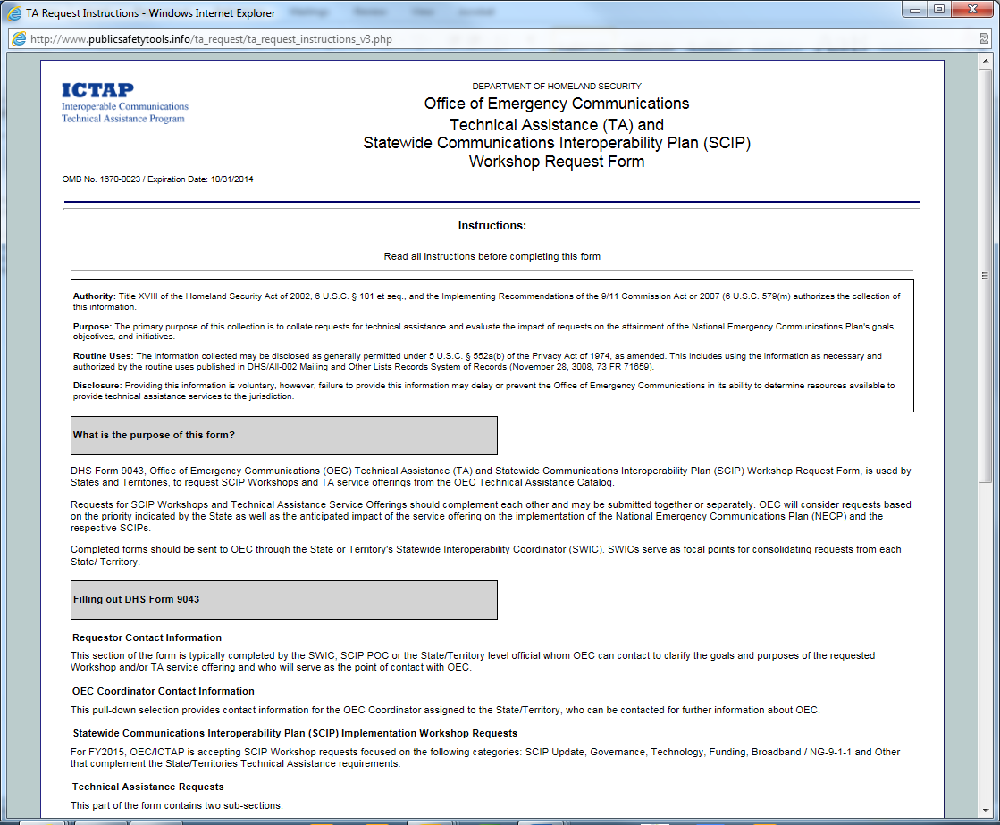 TA Request Instructions - Windows Internet Explorer
http://www.publicsafetytools.info/ta_request/ta_request_instructions_v3.php
ICTAP
Interoperable Communications
Technical Assistance Program
DEPARTMENT OF HOMELAND SECURITY
Office of Emergency Communications
Technical Assistance (TA) and
Statewide Communications Interoperability Plan (SCIP)
Workshop Request Form
OMB No. 1670-0023 / Expiration Date: 10/31/2014
Instructions:
Read all instructions before completing this form
Authority: Title XVIII of the Homeland Security Act of 2002, 6 U.S.C. § 101 et seq., and the Implementing Recommendations of the 9/11 Commission Act or 2007 (6 U.S.C. 579(m) authorizes the collection of
this information.
Purpose: The primary purpose of this collection is to collate requests for technical assistance and evaluate the impact of requests on the attainment of the National Emergency Communications Plan's goals,
objectives, and initiatives.
Routine Uses: The information collected may be disclosed as generally permitted under 5 U.S.C. § 552a(b) of the Privacy Act of 1974, as amended. This includes using the information as necessary and
authorized by the routine uses published in DHS/All-002 Mailing and Other Lists Records System of Records (November 28, 3008, 73 FR 71659).
Disclosure: Providing this information is voluntary, however, failure to provide this information may delay or prevent the Office of Emergency Communications in its ability to determine resources available to
provide technical assistance services to the jurisdiction.
What is the purpose of this form?
DHS Form 9043, Office of Emergency Communications (OEC) Technical Assistance (TA) and Statewide Communications Interoperability Plan (SCIP) Workshop Request Form, is used by
States and Territories, to request SCIP Workshops and TA service offerings from the OEC Technical Assistance Catalog.
Requests for SCIP Workshops and Technical Assistance Service Offerings should complement each other and may be submitted together or separately. OEC will consider requests based
on the priority indicated by the State as well as the anticipated impact of the service offering on the implementation of the National Emergency Communications Plan (NECP) and the
respective SCIPs.
Completed forms should be sent to OEC through the State or Territory's Statewide Interoperability Coordinator (SWIC). SWICs serve as focal points for consolidating requests from each
State/ Territory.
Filling out DHS Form 9043
Requestor Contact Information
This section of the form is typically completed by the SWIC, SCIP POC or the State/Territory level official whom OEC can contact to clarify the goals and purposes of the requested
Workshop and/or TA service offering and who will serve as the point of contact with OEC.
OEC Coordinator Contact Information
This pull-down selection provides contact information for the OEC Coordinator assigned to the State/Territory, who can be contacted for further information about OEC.
Statewide Communications Interoperability Plan (SCIP) Implementation Workshop Requests
For FY2015, OEC/ICTAP is accepting SCIP Workshop requests focused on the following categories: SCIP Update, Governance, Technology, Funding, Broadband / NG-9-1-1 and Other
that complement the State/Territories Technical Assistance requirements.
Technical Assistance Requests
This part of the form contains two sub-sections: